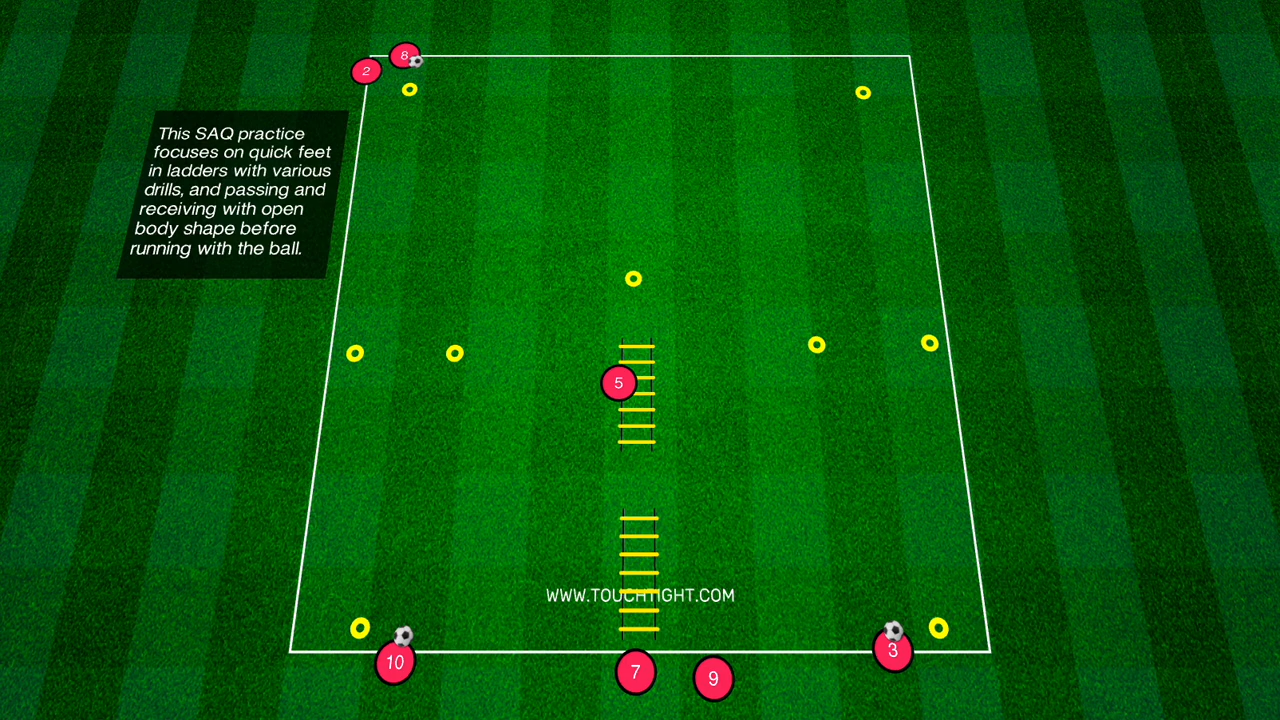 8
2
This SAQ practice
focuses on quick feet
in ladders with various
drills, and passing and
receiving with open
body shape before
running with the ball.
5
WWW.TOUCHTIGHT.COM
10
7
9
3